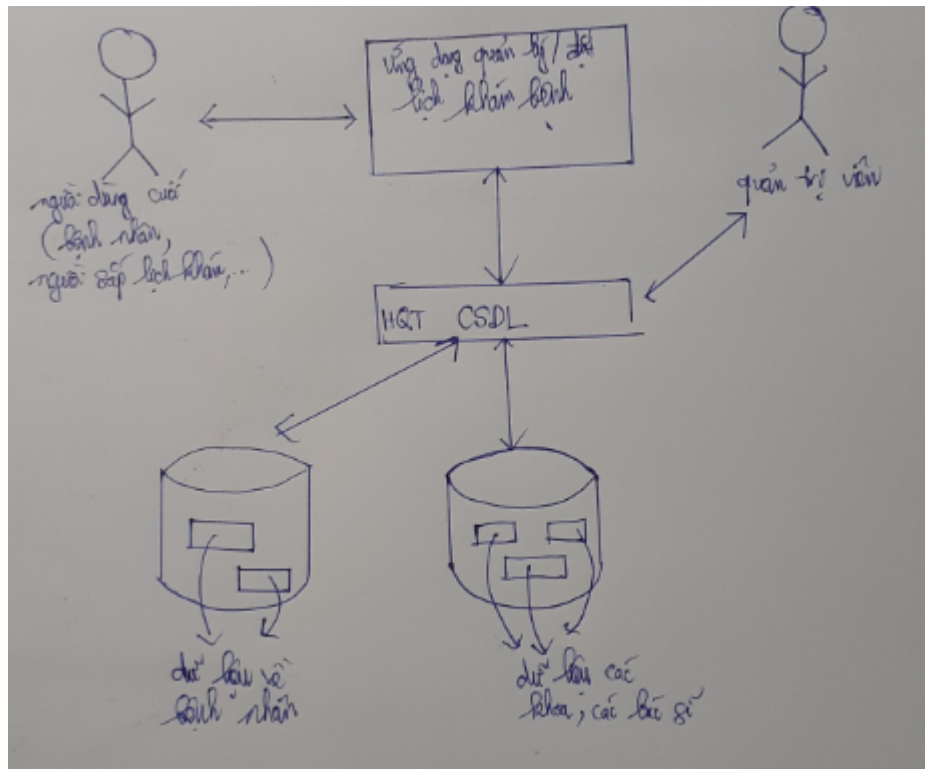 ứng dụng quản lý / đặt
lịch khám bệnh
người dùng cuối
(bệnh nhân,
người sắp lịch khám,...)
quản trị viên
HQT CSDL
dữ liệu về
bệnh nhân
dữ liệu các
khoa, các bác sĩ